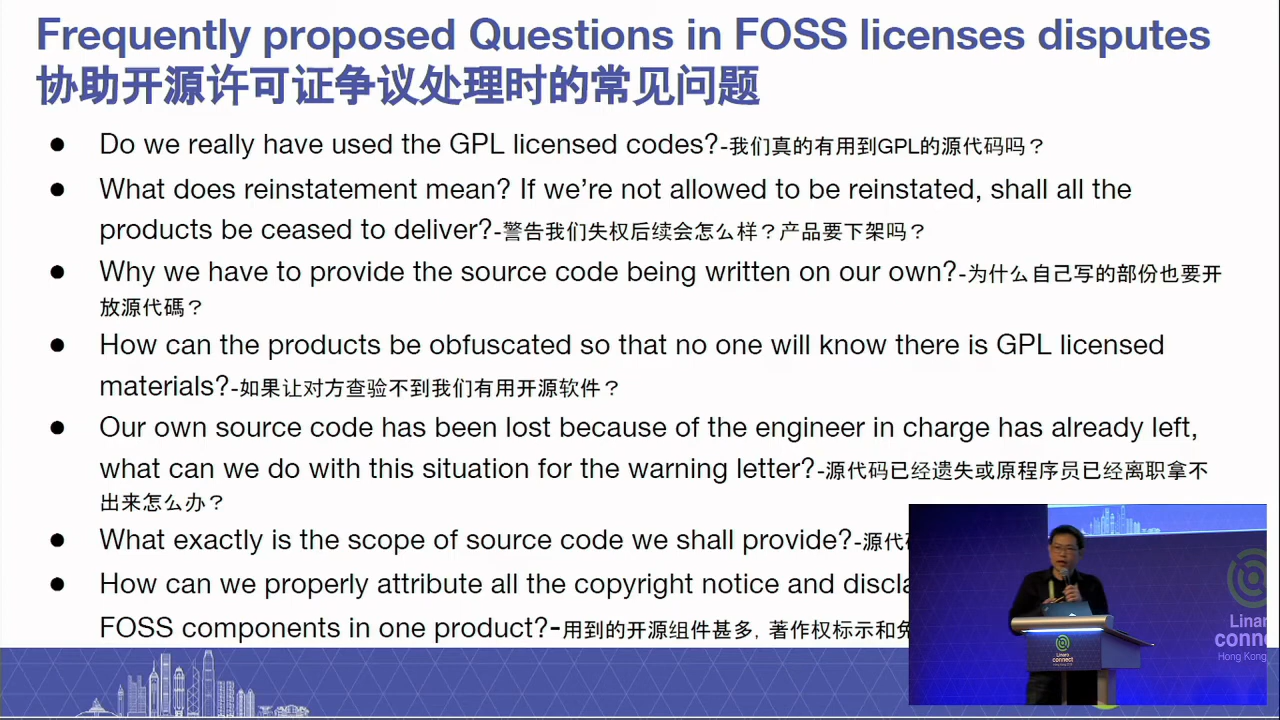 Frequently proposed Questions in FOSS licenses disputes
协助开源许可证争议处理时的常见问题
● Do we really have used the GPL licensed codes?-我们真的有用到GPL的源代码吗？
● What does reinstatement mean? If we’re not allowed to be reinstated, shall all the
products be ceased to deliver?-警告我们失权后续会怎么样？产品要下架吗？
● Why we have to provide the source code being written on our own?-为什么自己写的部份也要开
放源代碼？
● How can the products be obfuscated so that no one will know there is GPL licensed
materials?-如果让对方查验不到我们有用开源软件？
● Our own source code has been lost because of the engineer in charge has already left,
what can we do with this situation for the warning letter?-源代码已经遗失或原程序员已经离职拿不
出来怎么办？
● What exactly is the scope of source code we shall provide?-源代
● How can we properly attribute all the copyright notice and discla
FOSS components in one product?-用到的开源组件甚多, 著作权标示和
Linaro
connect
Hong Kong
Linaro
connect